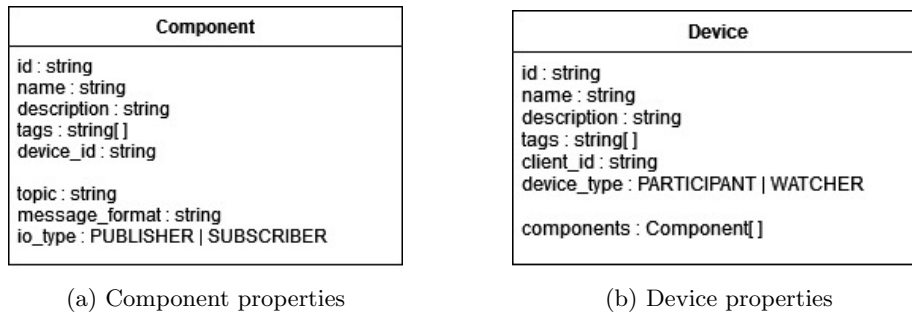 Component
id : string
name : string
description : string
tags : string[ ]
device_id : string
topic : string
message_format : string
io_type : PUBLISHER | SUBSCRIBER
(a) Component properties
Device
id : string
name : string
description : string
tags : string[ ]
client_id : string
device_type : PARTICIPANT | WATCHER
components : Component[ ]
(b) Device properties